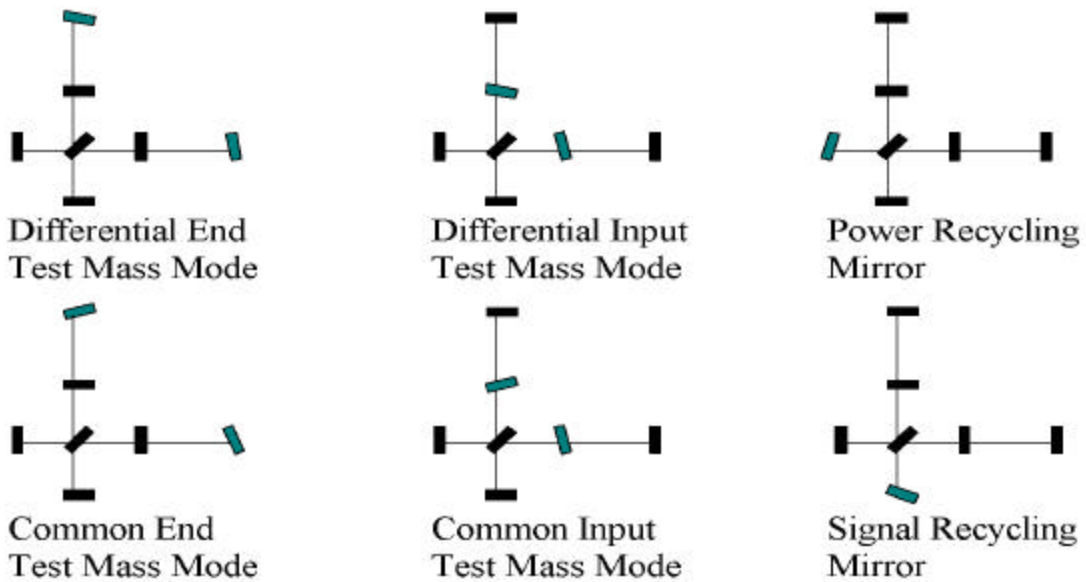 Differential End
Test Mass Mode
Differential Input
Test Mass Mode
Power Recycling
Mirror
Common End
Test Mass Mode
Common Input
Test Mass Mode
Signal Recycling
Mirror